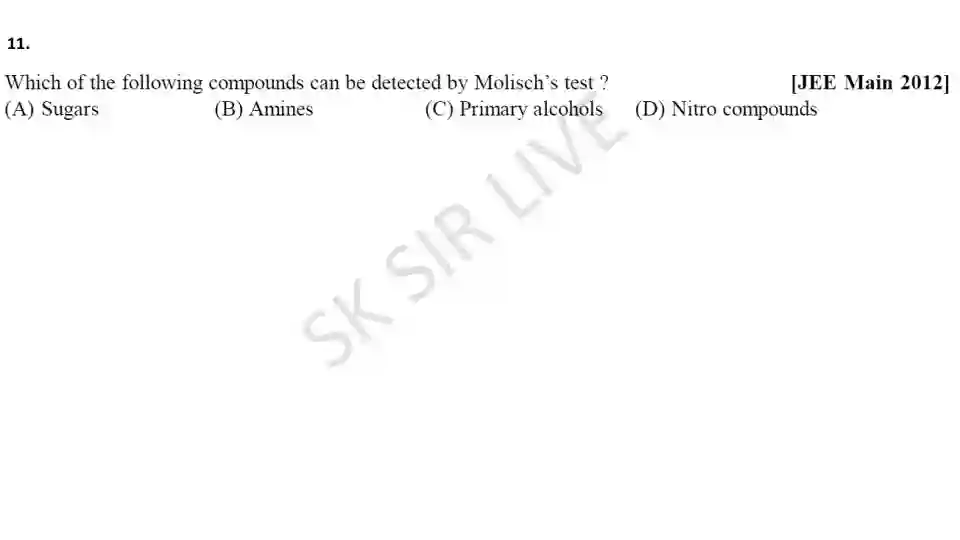 11.
Which of the following compounds can be detected by Molisch's test ? [JEE Main 2012]
(A) Sugars (B) Amines (C) Primary alcohols (D) Nitro compounds
SK SIR LIVE